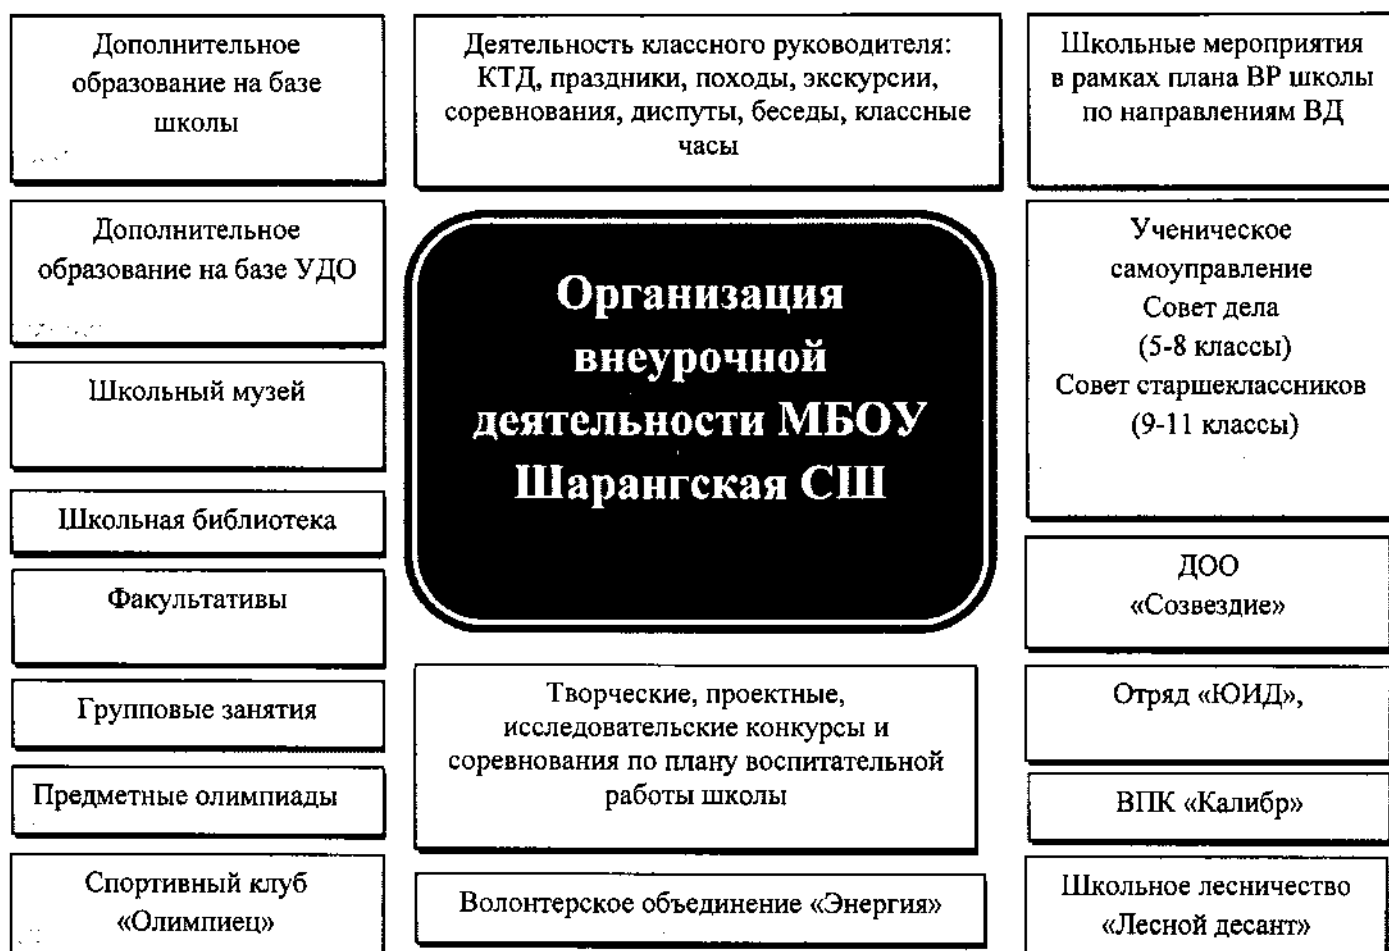 Дополнительное
образование на базе
школы
Деятельность классного руководителя:
КТД, праздники, походы, экскурсии,
соревнования, диспуты, беседы, классные
часы
Школьные мероприятия
в рамках плана ВР школы
по направлениям ВД
Дополнительное
образование на базе УДО
Школьный музей
Школьная библиотека
Факультативы
Групповые занятия
Предметные олимпиады
Спортивный клуб
«Олимпиец»
Организация
внеурочной
деятельности МБОУ
Шарангская СШ
Творческие, проектные,
исследовательские конкурсы и
соревнования по плану воспитательной
работы школы
Волонтерское объединение «Энергия»
Ученическое
самоуправление
Совет дела
(5-8 классы)
Совет старшеклассников
(9-11 классы)
ДОО
«Созвездие»
Отряд «ЮИД»,
ВПК «Калибр»
Школьное лесничество
«Лесной десант»